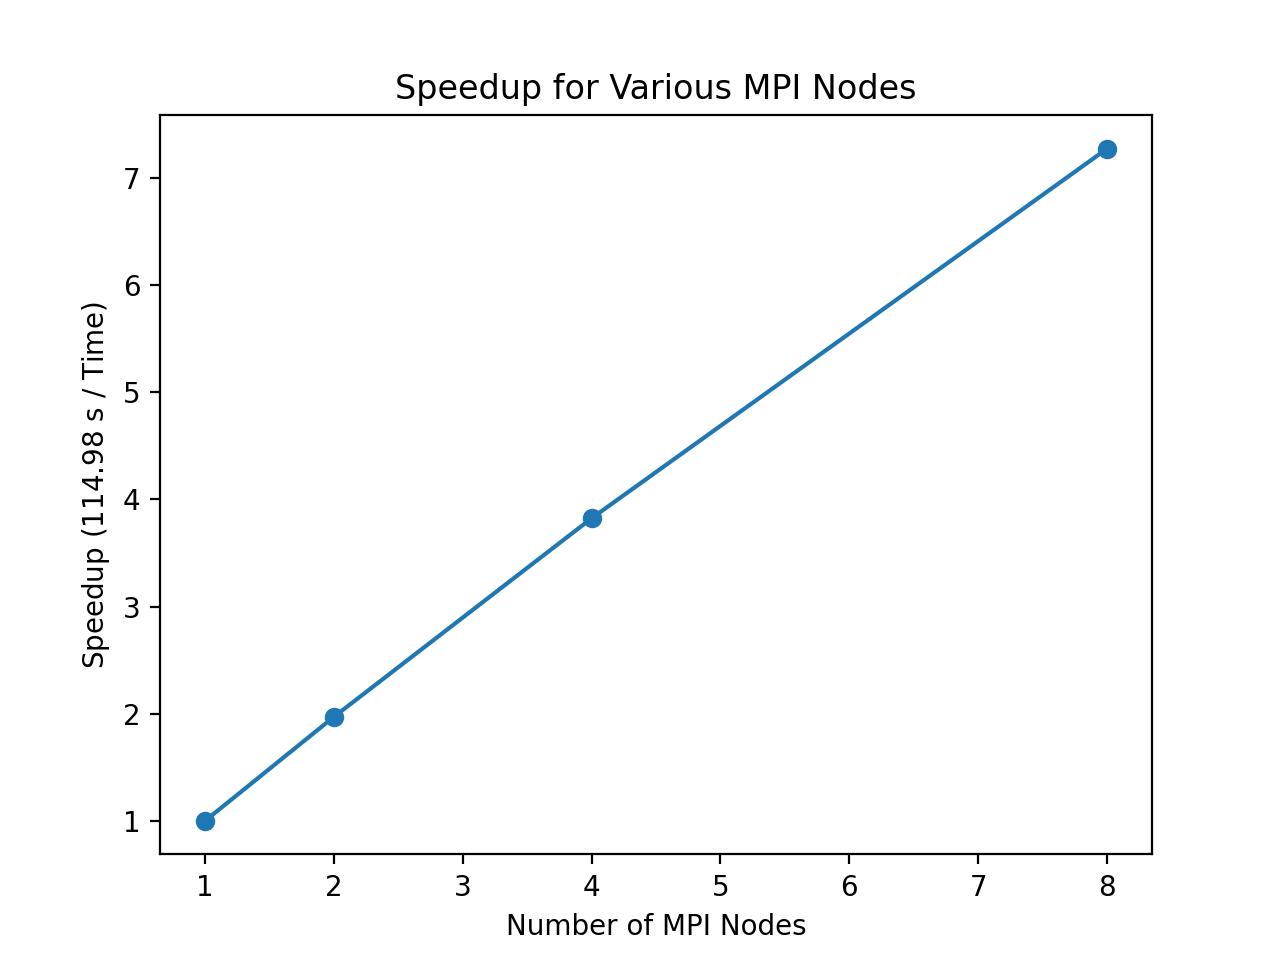 Speedup for Various MPI Nodes
Speedup (114.98 s / Time)
7
6
5
4
3
2
1
1 2 3 4 5 6 7 8
Number of MPI Nodes